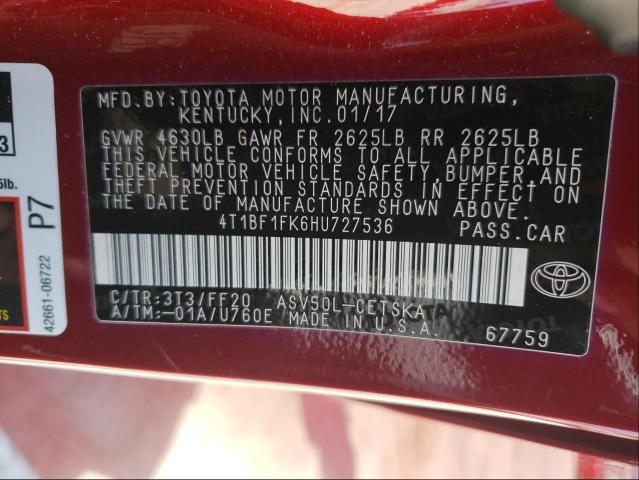 MFD.BY:TOYOTA MOTOR MANUFACTURING,
KENTUCKY, INC.01/17
GVWR 4630LB GAWR FR 2625LB RR 2625LB
THIS VEHICLE CONFORMS TO ALL APPLICABLE
FEDERAL MOTOR VEHICLE SAFETY, BUMPER, AND
THEFT PREVENTION STANDARDS IN EFFECT ON
THE DATE OF MANUFACTURE SHOWN ABOVE.
4T1BF1FK6HU727536 PASS.CAR
C/TR:3T3/FF20 ASV50L-CETSKA
A/TM:-01A/U760E MADE IN U.S.A. 67759
3
5lb.
P7
42661-06722
TS